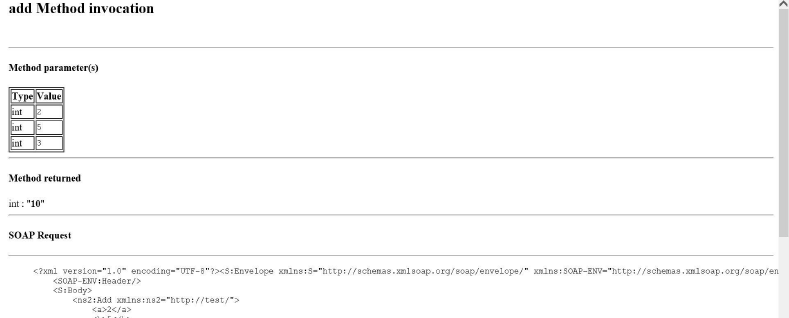 add Method invocation
Method parameter(s)
Type Value
int 2
int 5
int 3
Method returned
int : "10"
SOAP Request
<?xml version="1.0" encoding="UTF-8"?><S:Envelope xmlns:S="http://schemas.xmlsoap.org/soap/envelope/" xmlns:SOAP-ENV="http://schemas.xmlsoap.org/soap/en
<SOAP-ENV:Header/>
<S:Body>
<ns2:Add xmlns:ns2="http://test/">
<a>2</a>